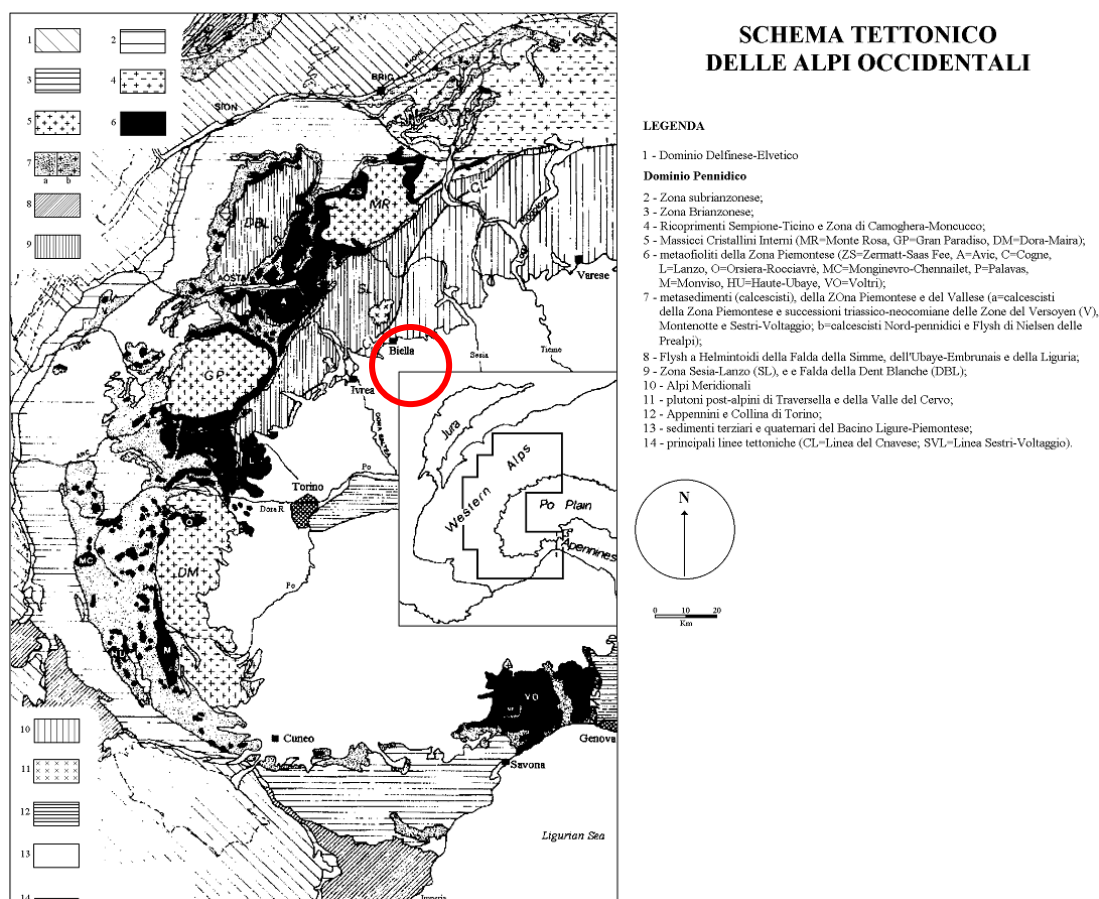 SCHEMA TETTONICO
DELLE ALPI OCCIDENTALI
LEGENDA
1 - Dominio Delfinese-Elvetico
Dominio Pennidico
2 - Zona subrianzonese;
3 - Zona Brianzonese;
4 - Ricoprimenti Sempione-Ticino e Zona di Camoghera-Moncucco;
5 - Massicci Cristallini Interni (MR=Monte Rosa, GP=Gran Paradiso, DM=Dora-Maira);
6 - metaofioliti della Zona Piemontese (ZS=Zermatt-Saas Fee, A=Avic, C=Cogne,
L=Lanzo, O=Orsiera-Rocciavrè, MC=Monginevro-Chennailet, P=Palavas,
M=Monviso, HU=Haute-Ubaye, VO=Voltri);
7 - metasedimenti (calcescisti), della ZOna Piemontese e del Vallese (a=calcescisti
della Zona Piemontese e successioni triassico-neocomiane delle Zone del Versoyen (V),
Montenotte e Sestri-Voltaggio; b=calcescisti Nord-pennidici e Flysh di Nielsen delle
Prealpi);
8 - Flysh a Helmintoidi della Falda della Simme, dell'Ubaye-Embrunais e della Liguria;
9 - Zona Sesia-Lanzo (SL), e e Falda della Dent Blanche (DBL);
10 - Alpi Meridionali
11 - plutoni post-alpini di Traversella e della Valle del Cervo;
12 - Appennini e Collina di Torino;
13 - sedimenti terziari e quaternari del Bacino Ligure-Piemontese;
14 - principali linee tettoniche (CL=Linea del Cnavese; SVL=Linea Sestri-Voltaggio).
N
0 10 20
Km
1
2
3
4
5
6
7
a b
8
9
BRIG
SION
ZS
MR
CL
DBL
AOSTA
A
SL
Varese
Biella
Sesia
Ticino
Ivrea
GP
DORA BALTEA
L
Po
Torino
Dora R.
Jura
Western Alps
Po Plain
Apennines
O
MC
DM
Po
HU
M
VO
Genova
Cuneo
Savona
Ligurian Sea
Imperia
10
11
12
13
14